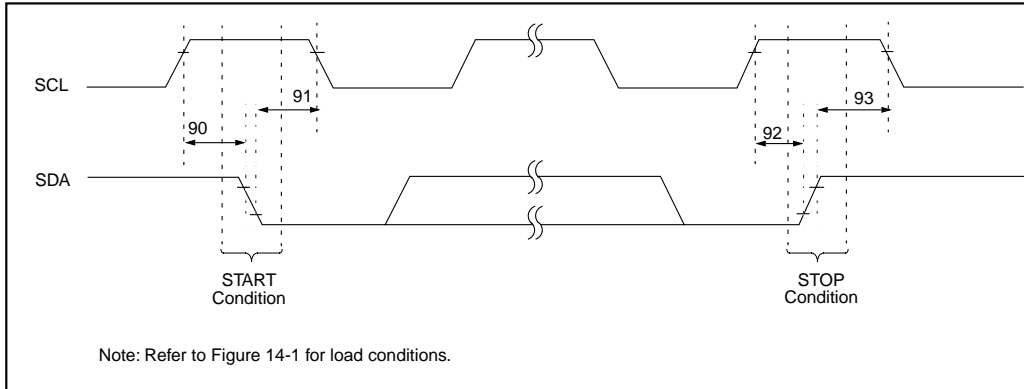 SCL
91
93
90
92
SDA
START
Condition
STOP
Condition
Note: Refer to Figure 14-1 for load conditions.